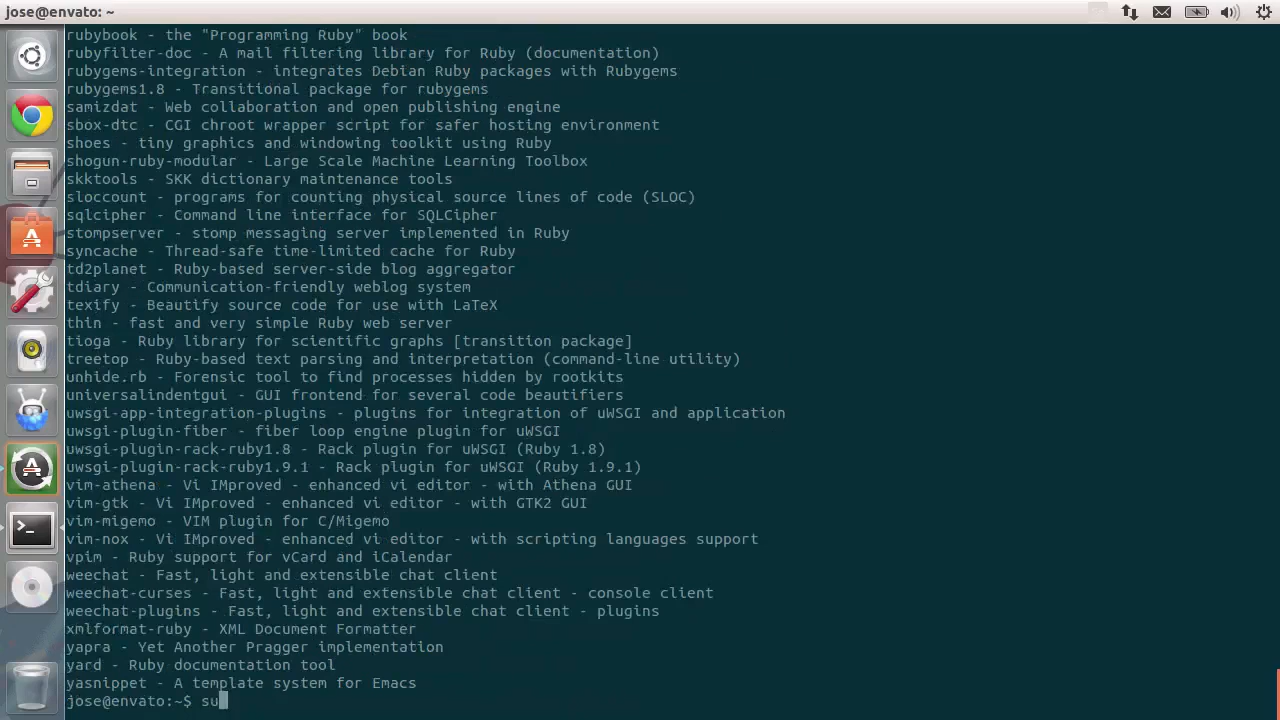 jose@envato: ~
rubybook - the "Programming Ruby" book
rubyfilter-doc - A mail filtering library for Ruby (documentation)
rubygems-integration - integrates Debian Ruby packages with Rubygems
rubygems1.8 - Transitional package for rubygems
samizdat - Web collaboration and open publishing engine
sbox-dtc - CGI chroot wrapper script for safer hosting environment
shoes - tiny graphics and windowing toolkit using Ruby
shogun-ruby-modular - Large Scale Machine Learning Toolbox
skktools - SKK dictionary maintenance tools
sloccount - programs for counting physical source lines of code (SLOC)
sqlcipher - Command line interface for SQLCipher
stompserver - stomp messaging server implemented in Ruby
syncache - Thread-safe time-limited cache for Ruby
td2planet - Ruby-based server-side blog aggregator
tdiary - Communication-friendly weblog system
texify - Beautify source code for use with LaTeX
thin - fast and very simple Ruby web server
tioga - Ruby library for scientific graphs [transition package]
treetop - Ruby-based text parsing and interpretation (command-line utility)
unhide.rb - Forensic tool to find processes hidden by rootkits
universalindentgui - GUI frontend for several code beautifiers
uwsgi-app-integration-plugins - plugins for integration of uWSGI and application
uwsgi-plugin-fiber - fiber loop engine plugin for uWSGI
uwsgi-plugin-rack-ruby1.8 - Rack plugin for uWSGI (Ruby 1.8)
uwsgi-plugin-rack-ruby1.9.1 - Rack plugin for uWSGI (Ruby 1.9.1)
vim-athena - Vi IMproved - enhanced vi editor - with Athena GUI
vim-gtk - Vi IMproved - enhanced vi editor - with GTK2 GUI
vim-migemo - VIM plugin for C/Migemo
vim-nox - Vi IMproved - enhanced vi editor - with scripting languages support
vpim - Ruby support for vCard and iCalendar
weechat - Fast, light and extensible chat client
weechat-curses - Fast, light and extensible chat client - console client
weechat-plugins - Fast, light and extensible chat client - plugins
xmlformat-ruby - XML Document Formatter
yapra - Yet Another Pragger implementation
yard - Ruby documentation tool
yasnippet - A template system for Emacs
jose@envato:~$ su